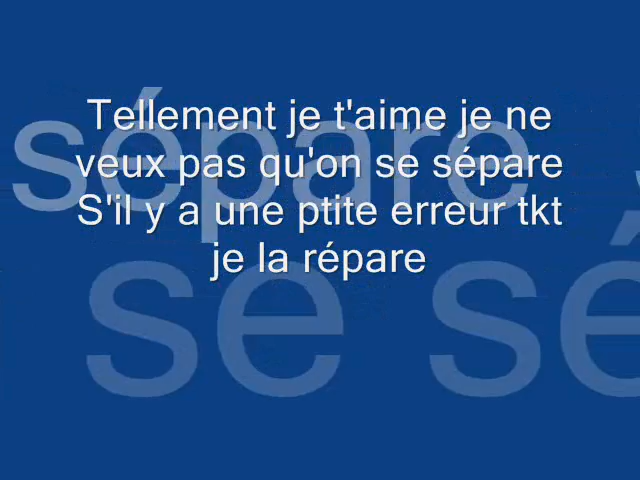 Tellement je t'aime je ne
veux pas qu'on se sépare
S'il y a une ptite erreur tkt
je la répare
sépare
se sé